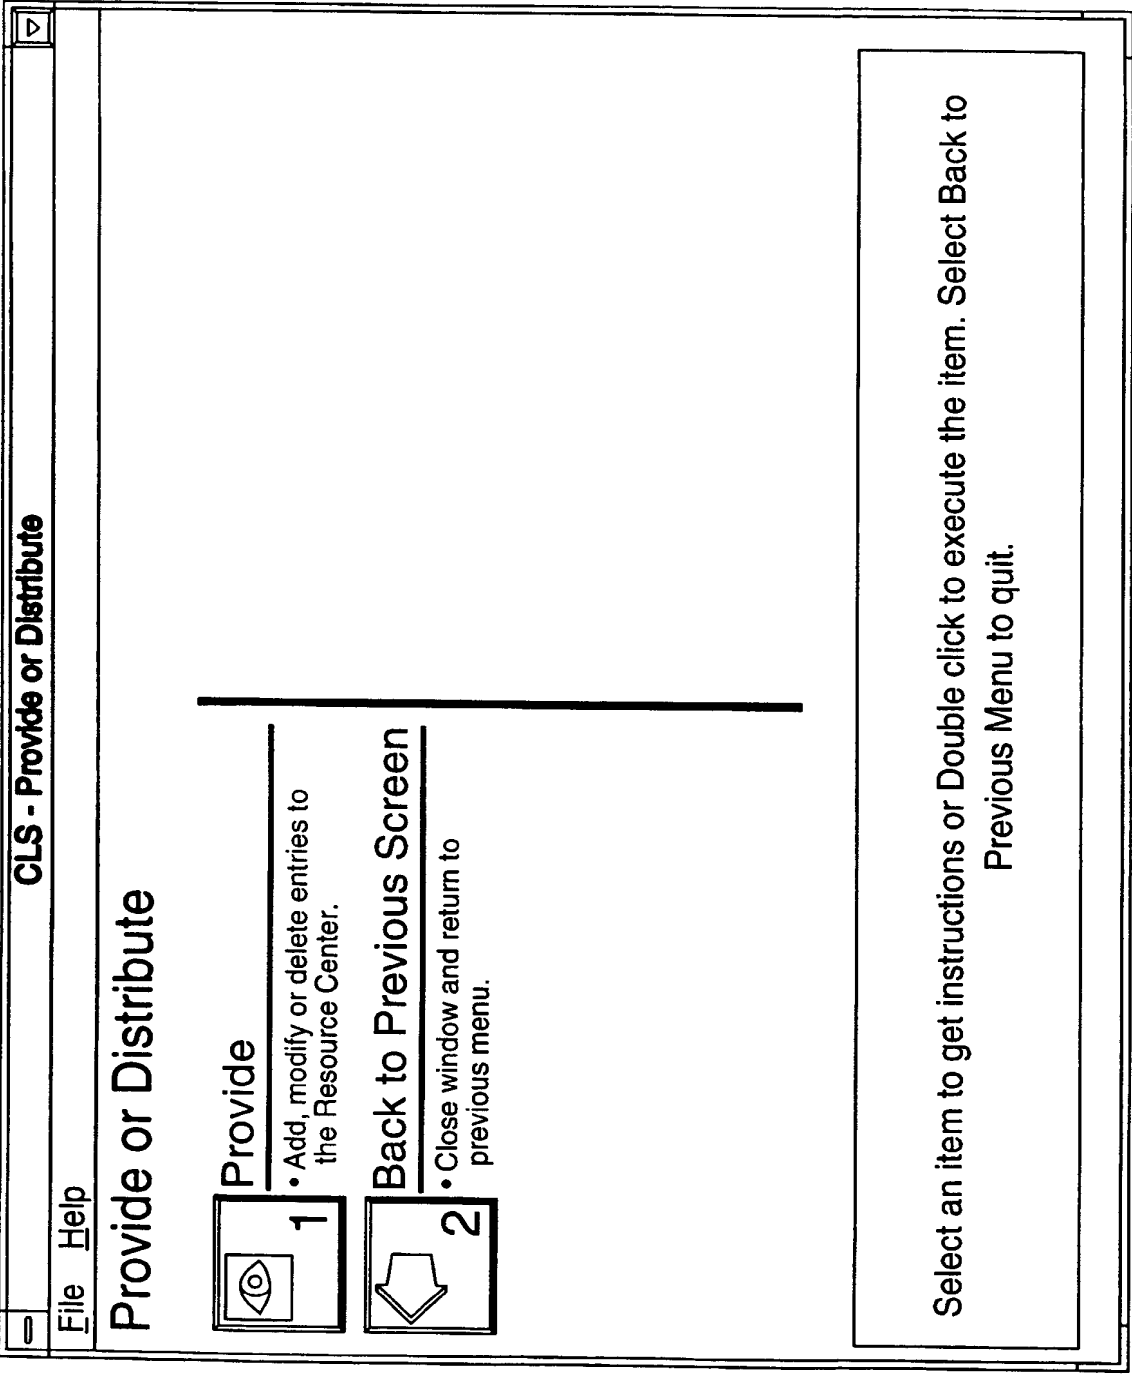 CLS - Provide or Distribute
File Help
Provide or Distribute
1
Provide
• Add, modify or delete entries to
the Resource Center.
2
Back to Previous Screen
• Close window and return to
previous menu.
Select an item to get instructions or Double click to execute the item. Select Back to
Previous Menu to quit.